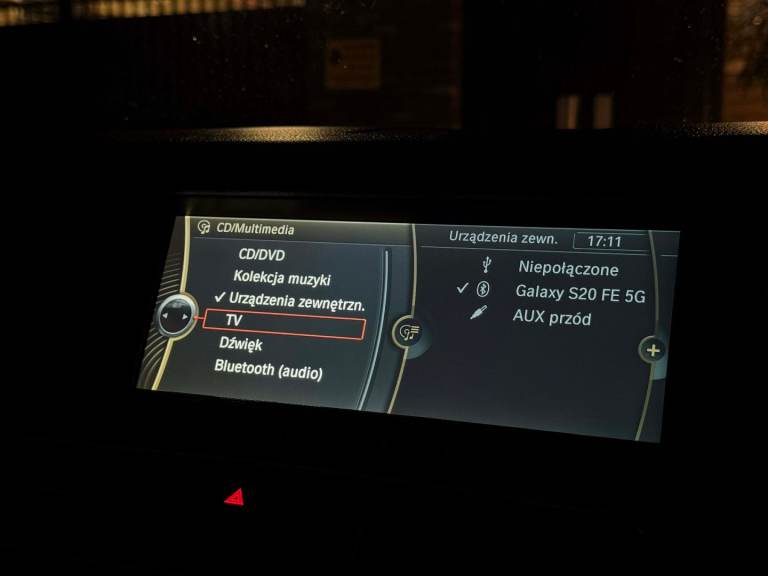 CD/Multimedia
CD/DVD
Kolekcja muzyki
Urządzenia zewnętrzn.
TV
Dźwięk
Bluetooth (audio)
Urządzenia zewn.
17:11
Niepołączone
Galaxy S20 FE 5G
AUX przód